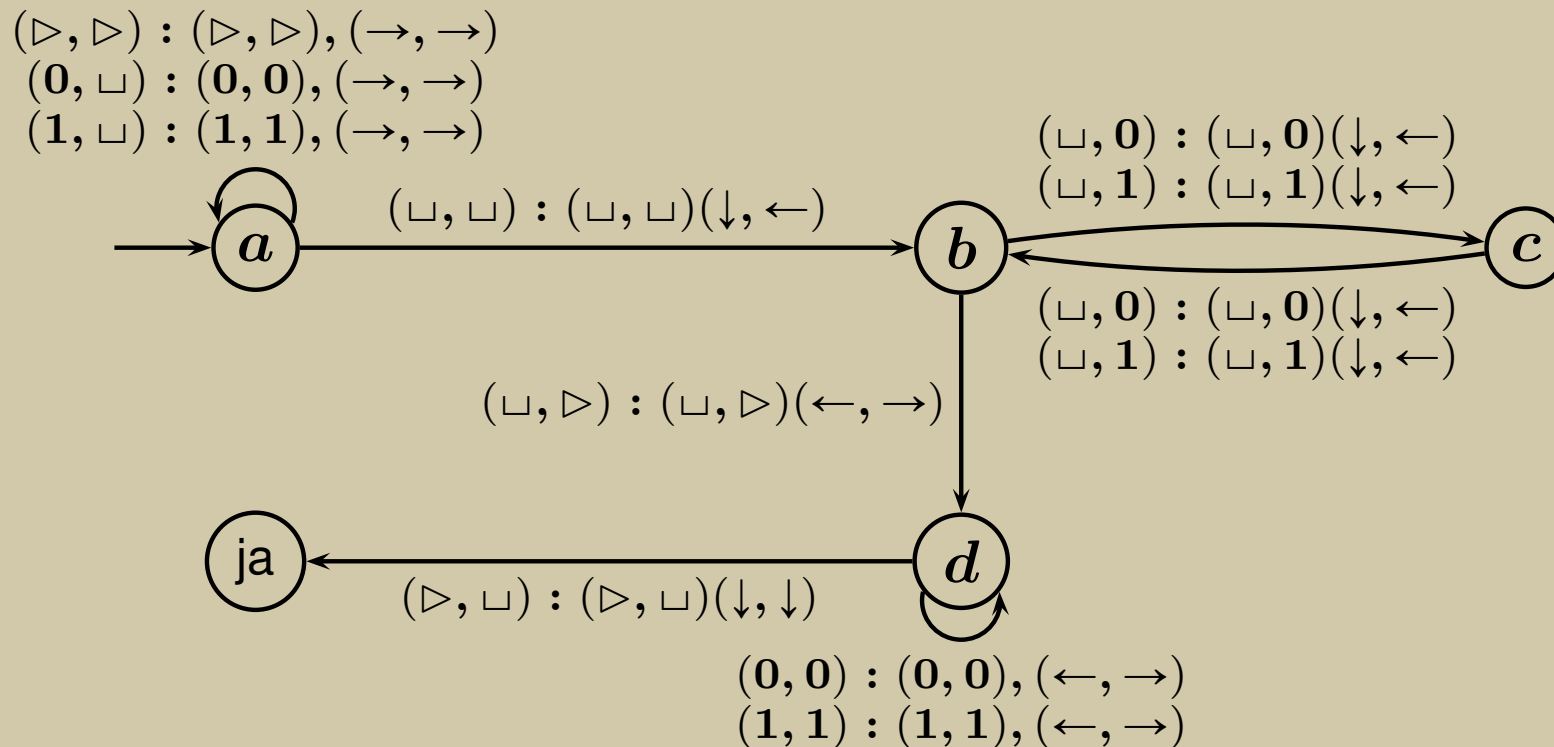 (▷, ▷) : (▷, ▷), (→, →)
(0, ⊔) : (0, 0), (→, →)
(1, ⊔) : (1, 1), (→, →)
(⊔, 0) : (⊔, 0)(↓, ←)
(⊔, 1) : (⊔, 1)(↓, ←)
(⊔, ⊔) : (⊔, ⊔)(↓, ←)
a
b
c
(⊔, 0) : (⊔, 0)(↓, ←)
(⊔, 1) : (⊔, 1)(↓, ←)
(⊔, ▷) : (⊔, ▷)(←, →)
ja
d
(▷, ⊔) : (▷, ⊔)(↓, ↓)
(0, 0) : (0, 0), (←, →)
(1, 1) : (1, 1), (←, →)